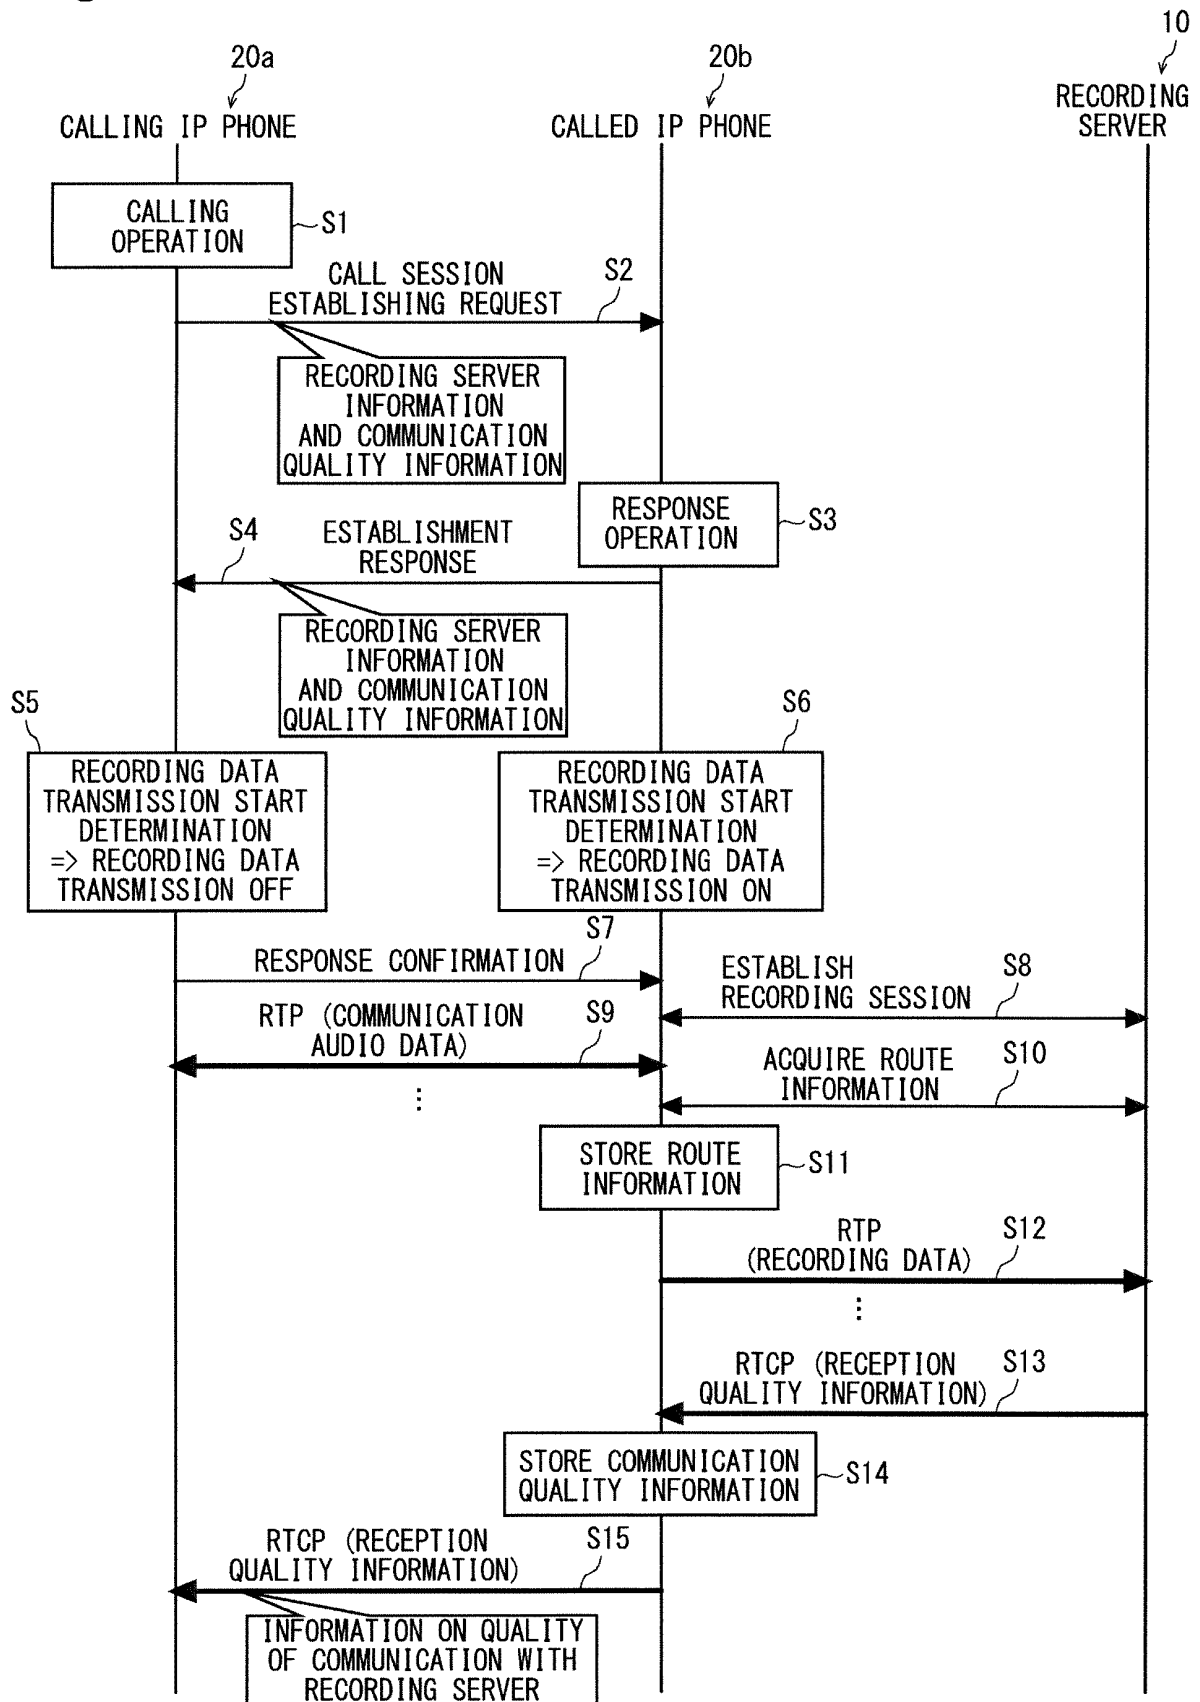 10
20a
20b
RECORDING
SERVER
CALLING IP PHONE
CALLED IP PHONE
CALLING
OPERATION
S1
CALL SESSION
ESTABLISHING REQUEST
S2
RECORDING SERVER
INFORMATION
AND COMMUNICATION
QUALITY INFORMATION
RESPONSE
OPERATION
S3
S4
ESTABLISHMENT
RESPONSE
RECORDING SERVER
INFORMATION
AND COMMUNICATION
QUALITY INFORMATION
S5
RECORDING DATA
TRANSMISSION START
DETERMINATION
=> RECORDING DATA
TRANSMISSION OFF
S6
RECORDING DATA
TRANSMISSION START
DETERMINATION
=> RECORDING DATA
TRANSMISSION ON
RESPONSE CONFIRMATION
S7
ESTABLISH
RECORDING SESSION
S8
RTP (COMMUNICATION
AUDIO DATA)
S9
ACQUIRE ROUTE
INFORMATION
S10
STORE ROUTE
INFORMATION
S11
RTP
(RECORDING DATA)
S12
RTCP (RECEPTION
QUALITY INFORMATION)
S13
STORE COMMUNICATION
QUALITY INFORMATION
S14
RTCP (RECEPTION
QUALITY INFORMATION)
S15
INFORMATION ON QUALITY
OF COMMUNICATION WITH
RECORDING SERVER